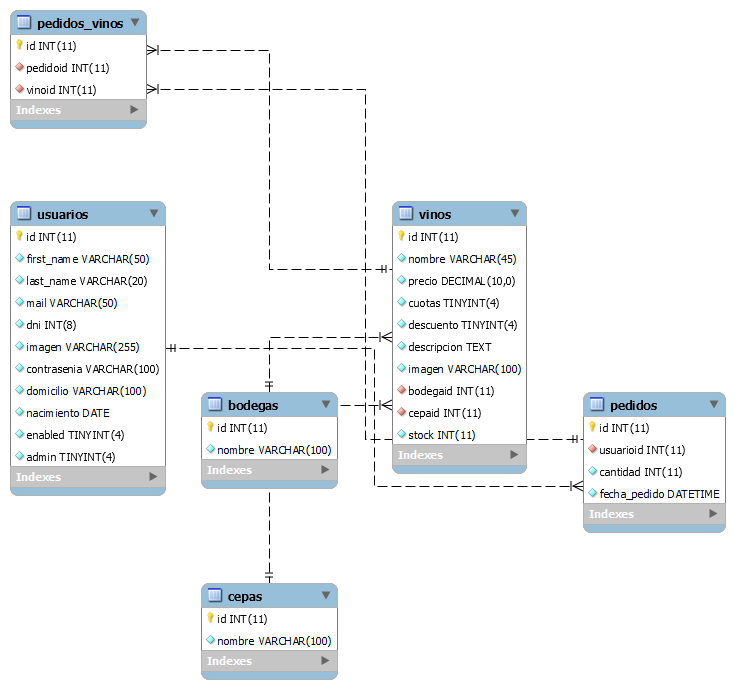 pedidos_vinos
id INT(11)
pedidoid INT(11)
vinoid INT(11)
Indexes
usuarios
id INT(11)
first_name VARCHAR(50)
last_name VARCHAR(20)
mail VARCHAR(50)
dni INT(8)
imagen VARCHAR(255)
contrasenia VARCHAR(100)
domicilio VARCHAR(100)
nacimiento DATE
enabled TINYINT(4)
admin TINYINT(4)
Indexes
vinos
id INT(11)
nombre VARCHAR(45)
precio DECIMAL(10,0)
cuotas TINYINT(4)
descuento TINYINT(4)
descripcion TEXT
imagen VARCHAR(100)
bodegaid INT(11)
cepaid INT(11)
stock INT(11)
Indexes
bodegas
id INT(11)
nombre VARCHAR(100)
Indexes
pedidos
id INT(11)
usuarioid INT(11)
cantidad INT(11)
fecha_pedido DATETIME
Indexes
cepas
id INT(11)
nombre VARCHAR(100)
Indexes